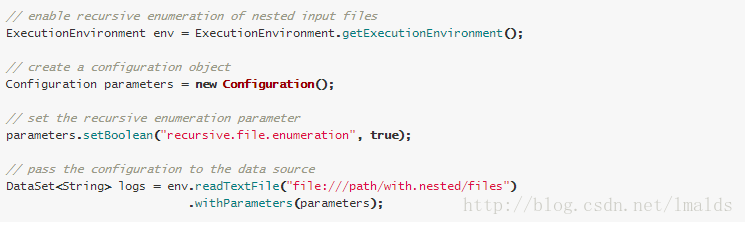 // enable recursive enumeration of nested input files
ExecutionEnvironment env = ExecutionEnvironment.getExecutionEnvironment();
// create a configuration object
Configuration parameters = new Configuration();
// set the recursive enumeration parameter
parameters.setBoolean("recursive.file.enumeration", true);
// pass the configuration to the data source
DataSet<String> logs = env.readTextFile("file:///path/with.nested/files")
.withParameters(parameters);
http://blog.csdn.net/lmalds